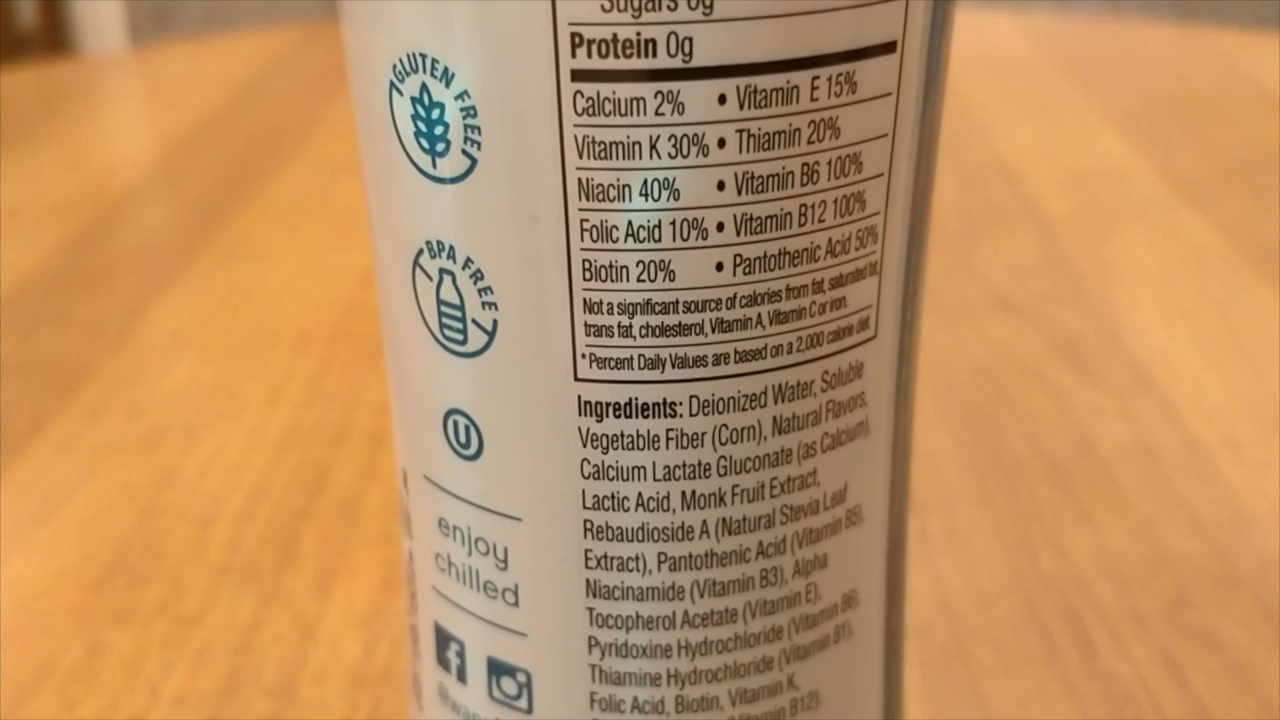 Sugars 0g
Protein 0g
Calcium 2% • Vitamin E 15%
Vitamin K 30% • Thiamin 20%
Niacin 40% • Vitamin B6 100%
Folic Acid 10% • Vitamin B12 100%
Biotin 20% • Pantothenic Acid 50%
Not a significant source of calories from fat, saturated fat,
trans fat, cholesterol, Vitamin A, Vitamin C or iron.
*Percent Daily Values are based on a 2,000 calorie diet.
Ingredients: Deionized Water, Soluble
Vegetable Fiber (Corn), Natural Flavors,
Calcium Lactate Gluconate (as Calcium),
Lactic Acid, Monk Fruit Extract,
Rebaudioside A (Natural Stevia Leaf
Extract), Pantothenic Acid (Vitamin B5),
Niacinamide (Vitamin B3), Alpha
Tocopherol Acetate (Vitamin E),
Pyridoxine Hydrochloride (Vitamin B6),
Thiamine Hydrochloride (Vitamin B1),
Folic Acid, Biotin, Vitamin K,
(Vitamin B12).
GLUTEN FREE
BPA FREE
U
enjoy
chilled
f